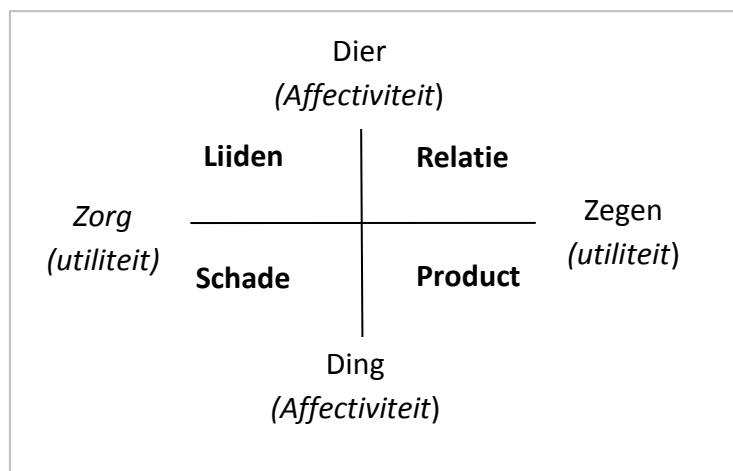 Dier
(Affectiviteit)
Liiden Relatie
Zorg Zegen
(utiliteit) (utiliteit)
Schade Product
Ding
(Affectiviteit)